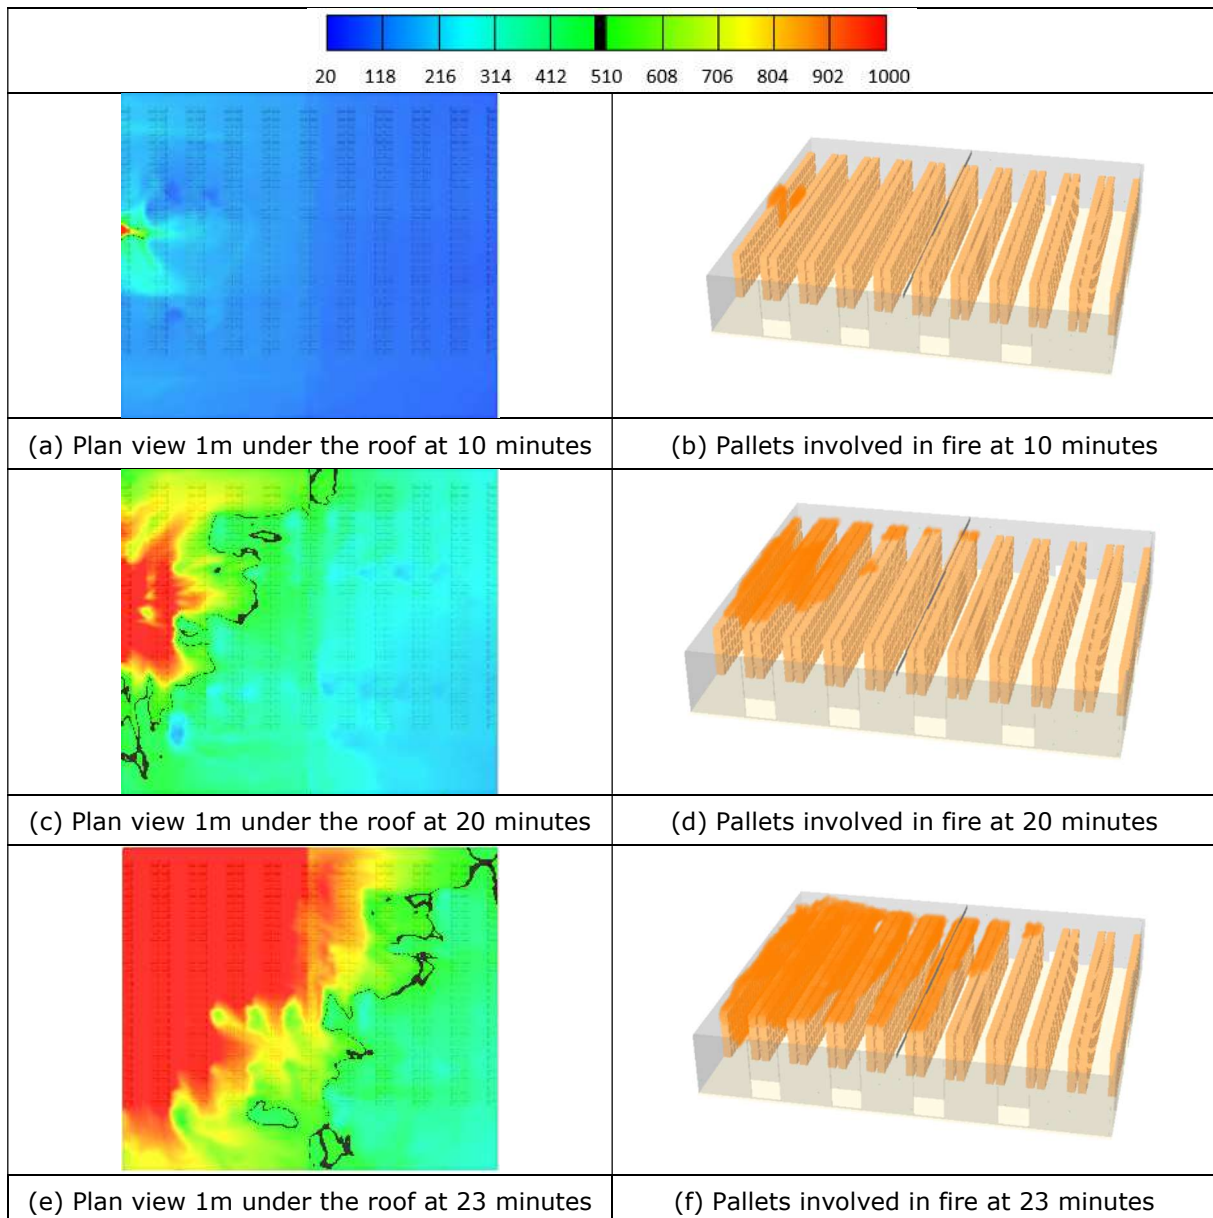 20 118 216 314 412 510 608 706 804 902 1000
(a) Plan view 1m under the roof at 10 minutes
(b) Pallets involved in fire at 10 minutes
(c) Plan view 1m under the roof at 20 minutes
(d) Pallets involved in fire at 20 minutes
(e) Plan view 1m under the roof at 23 minutes
(f) Pallets involved in fire at 23 minutes